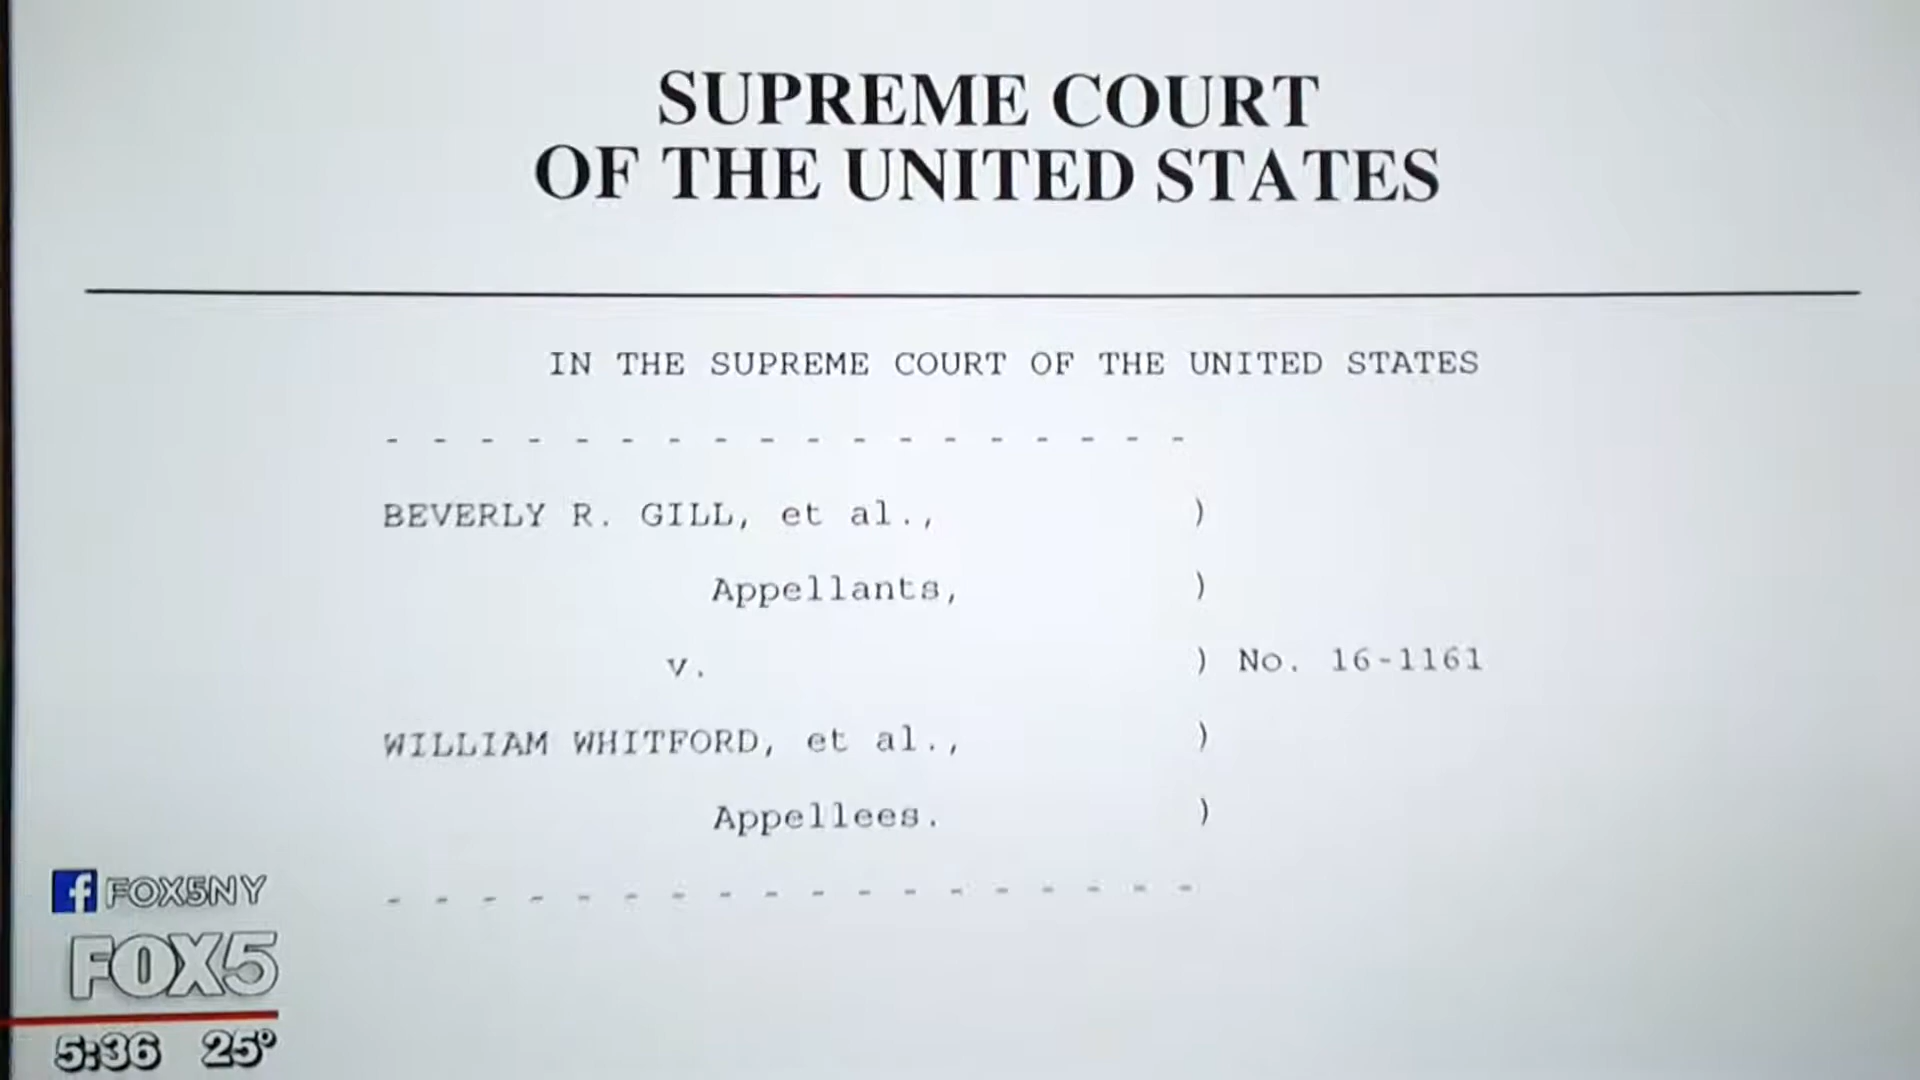 SUPREME COURT
OF THE UNITED STATES
IN THE SUPREME COURT OF THE UNITED STATES
- - - - - - - - - - - - - - - - - -
BEVERLY R. GILL, et al., )
Appellants, )
v. ) No. 16-1161
WILLIAM WHITFORD, et al., )
Appellees. )
- - - - - - - - - - - - - - - - - -
f FOX5NY
FOX5
5:36 25°